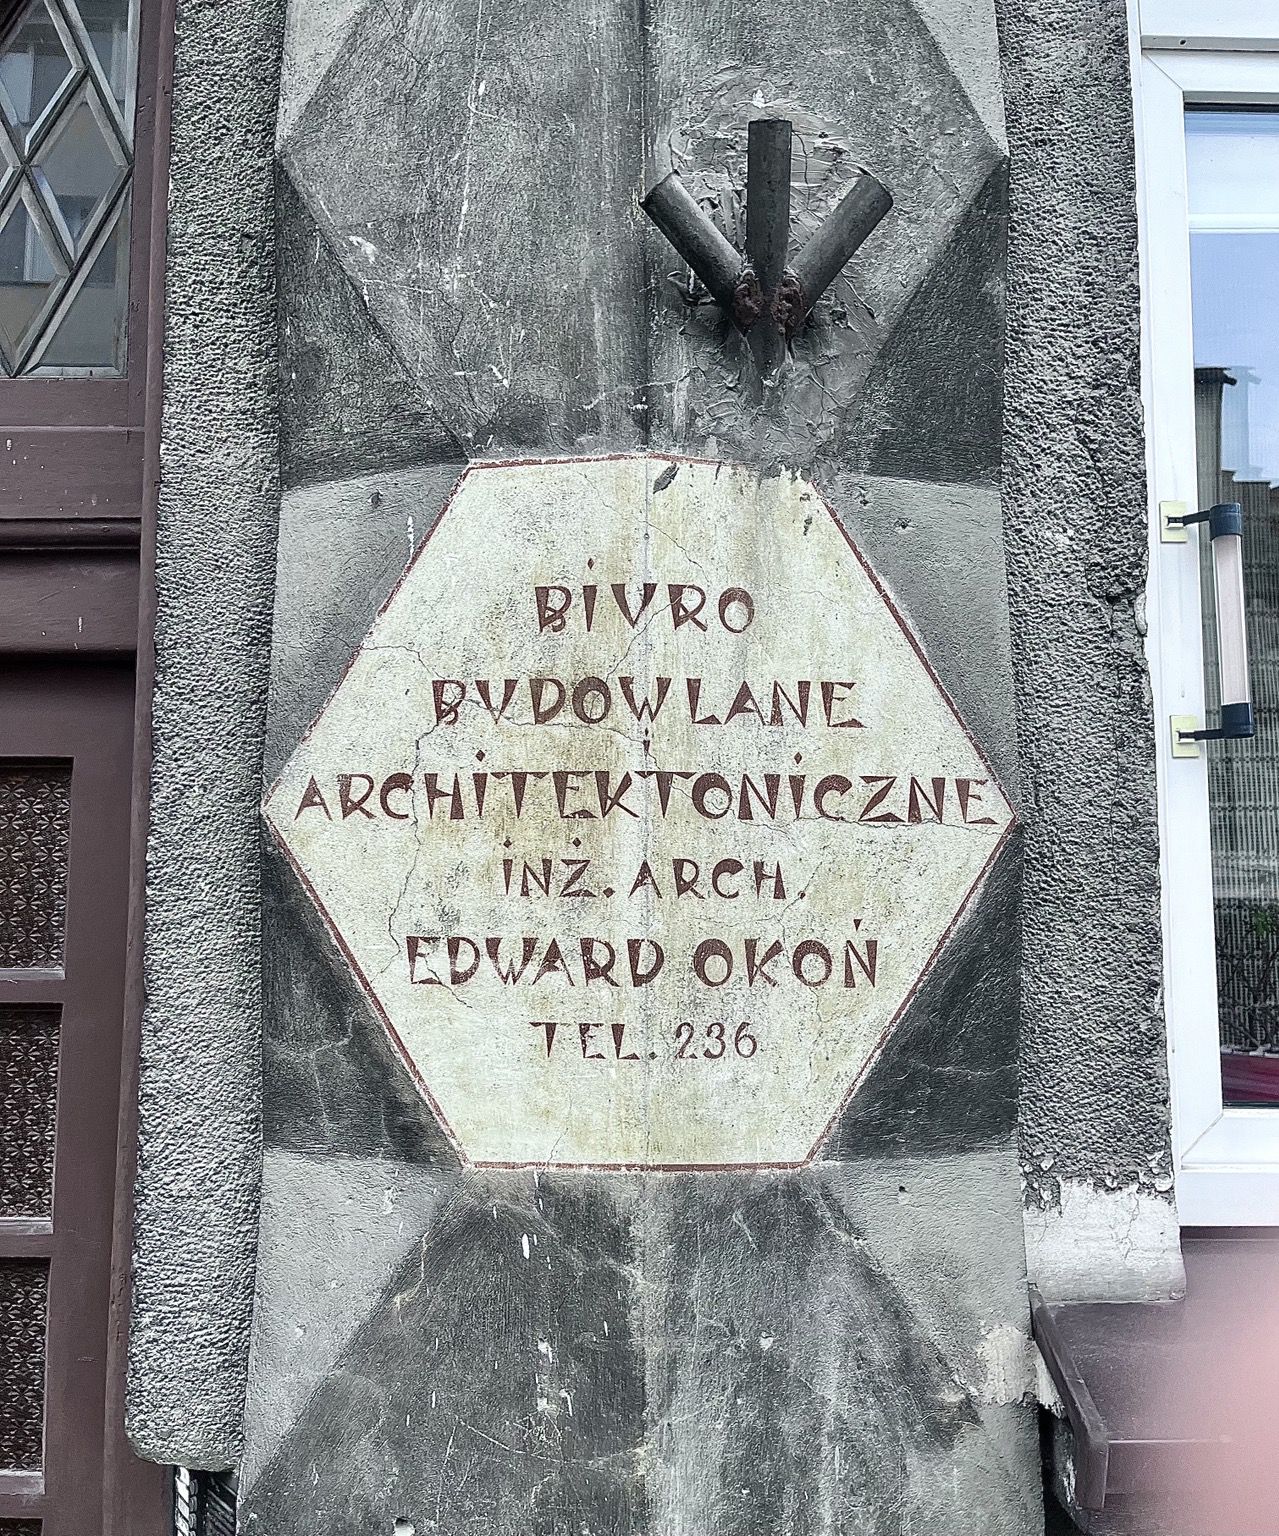 BIVRO
BVDOWLANE
ARCHITEKTONICZNE
INŻ. ARCH.
EDWARD OKOŃ
TEL. 236